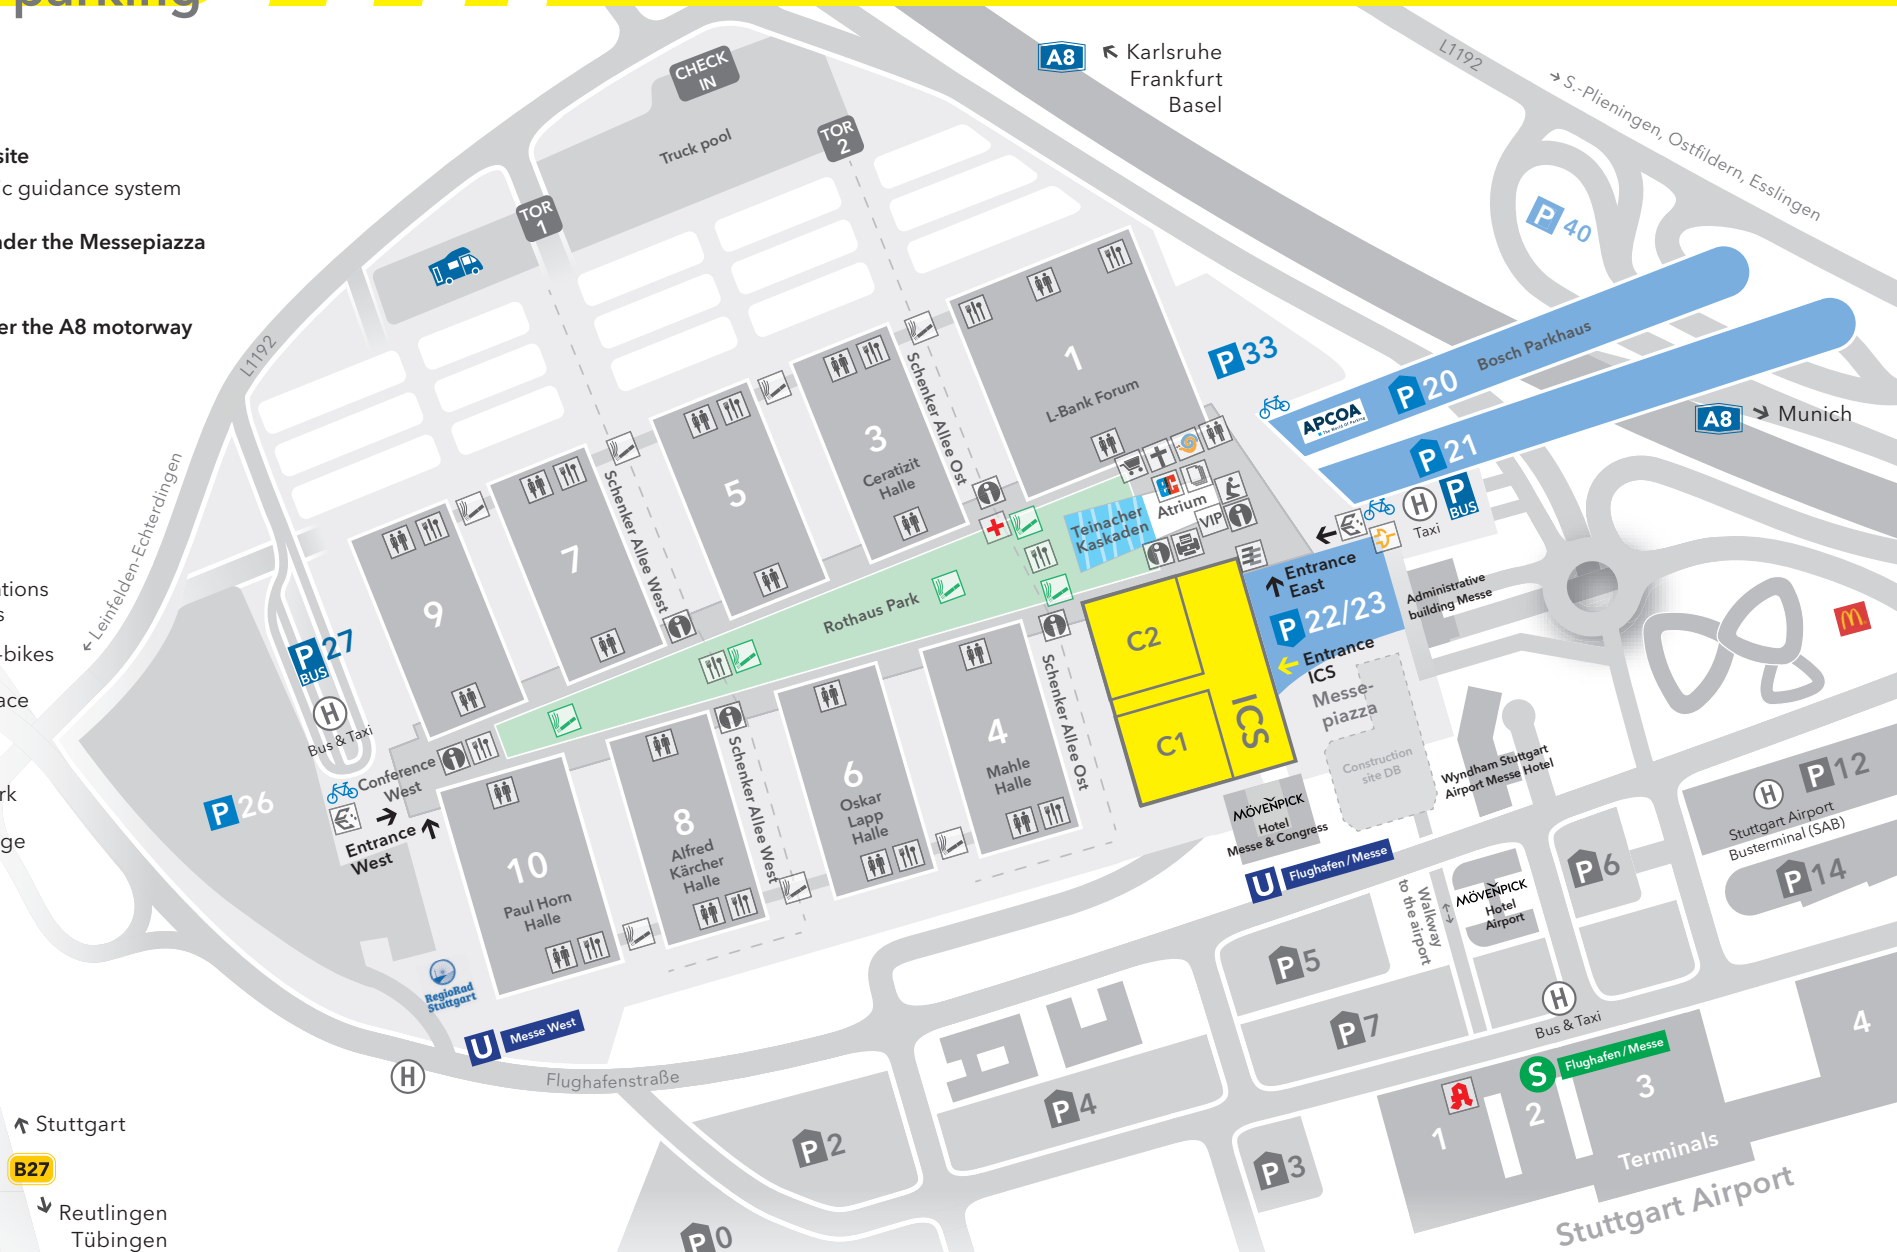 parking
site
ic guidance system
nder the Messepiazza
er the A8 motorway
ations
s
-bikes
ace
rk
ge
CHECK
IN
Truck pool
TOR
1
TOR
2
A8
Karlsruhe
Frankfurt
Basel
L1192
S.-Plieningen, Ostfildern, Esslingen
P 40
L1192
Leinfelden-Echterdingen
1
L-Bank Forum
P 33
Bosch Parkhaus
P 20
APCOA
P 21
A8
Munich
3
Ceratizit
Halle
5
7
9
Schenker Allee Ost
Schenker Allee West
Teinacher
Kaskaden
EC
Atrium
VIP
H
Taxi
P
BUS
Entrance
East
P 22/23
Entrance
ICS
Messe-
piazza
Administrative
building Messe
Rothaus Park
C2
C1
ICS
Construction
site DB
Wyndham Stuttgart
Airport Messe Hotel
P
BUS
27
H
Bus & Taxi
Conference
West
Entrance
West
P 26
10
Paul Horn
Halle
8
Alfred
Kärcher
Halle
Schenker Allee West
6
Oskar
Lapp
Halle
4
Mahle
Halle
Schenker Allee Ost
MÖVENPICK
Hotel
Messe & Congress
U Flughafen/Messe
Walkway
to the airport
MÖVENPICK
Hotel
Airport
P 6
H
P 12
Stuttgart Airport
Busterminal (SAB)
P 14
P 5
P 7
H
Bus & Taxi
S Flughafen/Messe
RegioRad
Stuttgart
U Messe West
H
Flughafenstraße
P 4
P 2
P 3
P 0
1
2
3
4
Terminals
Stuttgart Airport
Stuttgart
B27
Reutlingen
Tübingen